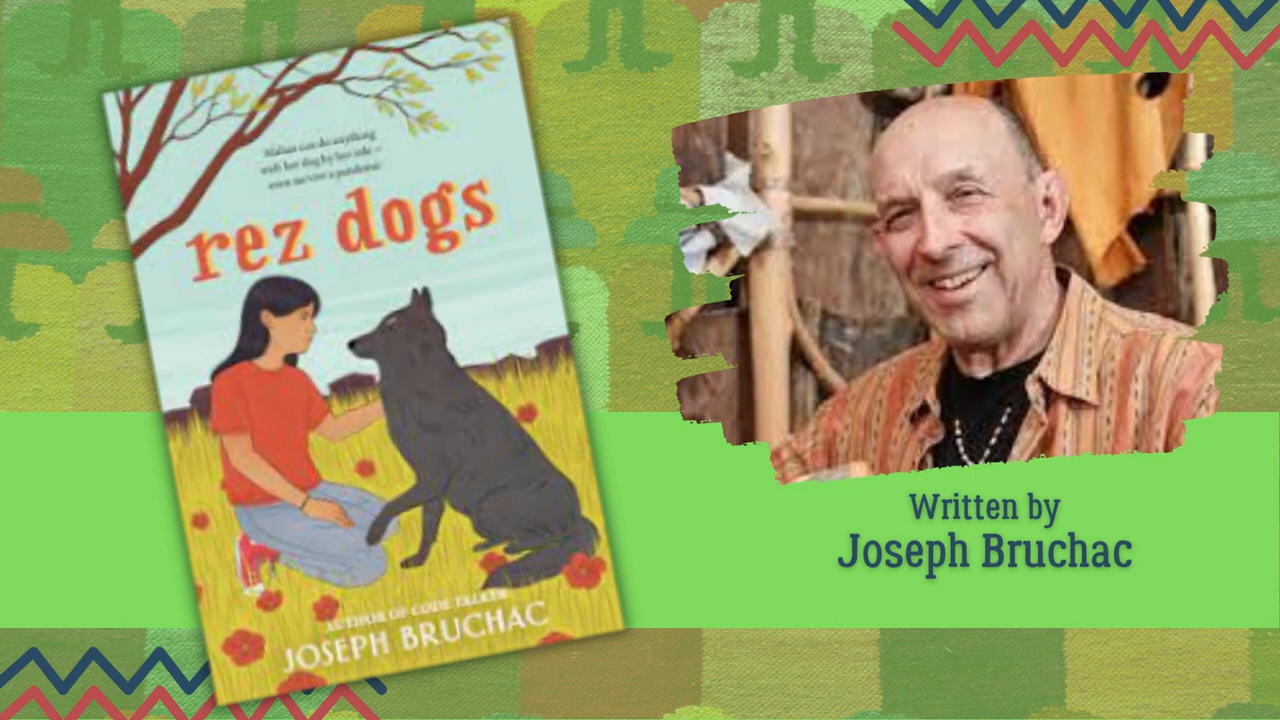 Malian can do anything
with her dog by her side –
even survive a pandemic
rez dogs
AUTHOR OF CODE TALKER
JOSEPH BRUCHAC
Written by
Joseph Bruchac